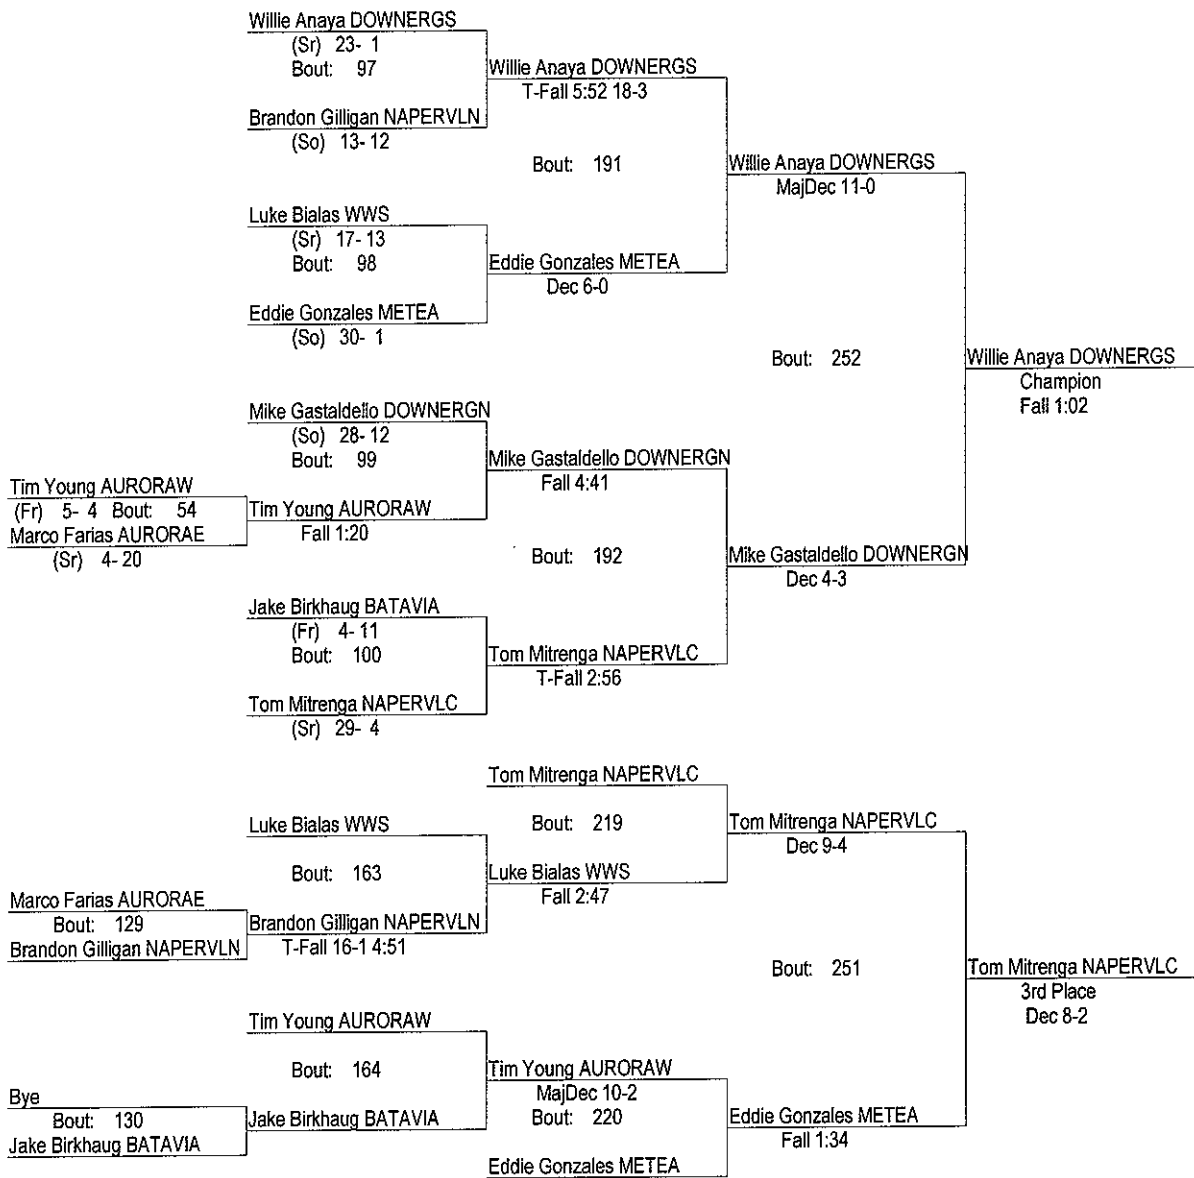 Willie Anaya DOWNERGS
(Sr) 23- 1
Bout: 97
Willie Anaya DOWNERGS
T-Fall 5:52 18-3
Brandon Gilligan NAPERVLN
(So) 13- 12
Bout: 191
Willie Anaya DOWNERGS
MajDec 11-0
Luke Bialas WWS
(Sr) 17- 13
Bout: 98
Eddie Gonzales METEA
Dec 6-0
Eddie Gonzales METEA
(So) 30- 1
Bout: 252
Willie Anaya DOWNERGS
Champion
Fall 1:02
Mike Gastaldello DOWNERGN
(So) 28- 12
Bout: 99
Mike Gastaldello DOWNERGN
Fall 4:41
Tim Young AURORAW
(Fr) 5- 4 Bout: 54
Tim Young AURORAW
Fall 1:20
Marco Farias AURORAE
(Sr) 4- 20
Bout: 192
Mike Gastaldello DOWNERGN
Dec 4-3
Jake Birkhaug BATAVIA
(Fr) 4- 11
Bout: 100
Tom Mitrenga NAPERVLC
T-Fall 2:56
Tom Mitrenga NAPERVLC
(Sr) 29- 4
Tom Mitrenga NAPERVLC
Luke Bialas WWS
Bout: 219
Tom Mitrenga NAPERVLC
Dec 9-4
Bout: 163
Luke Bialas WWS
Fall 2:47
Marco Farias AURORAE
Bout: 129
Brandon Gilligan NAPERVLN
T-Fall 16-1 4:51
Brandon Gilligan NAPERVLN
Bout: 251
Tom Mitrenga NAPERVLC
3rd Place
Dec 8-2
Tim Young AURORAW
Bout: 164
Tim Young AURORAW
MajDec 10-2
Bye
Bout: 130
Jake Birkhaug BATAVIA
Bout: 220
Eddie Gonzales METEA
Fall 1:34
Jake Birkhaug BATAVIA
Eddie Gonzales METEA